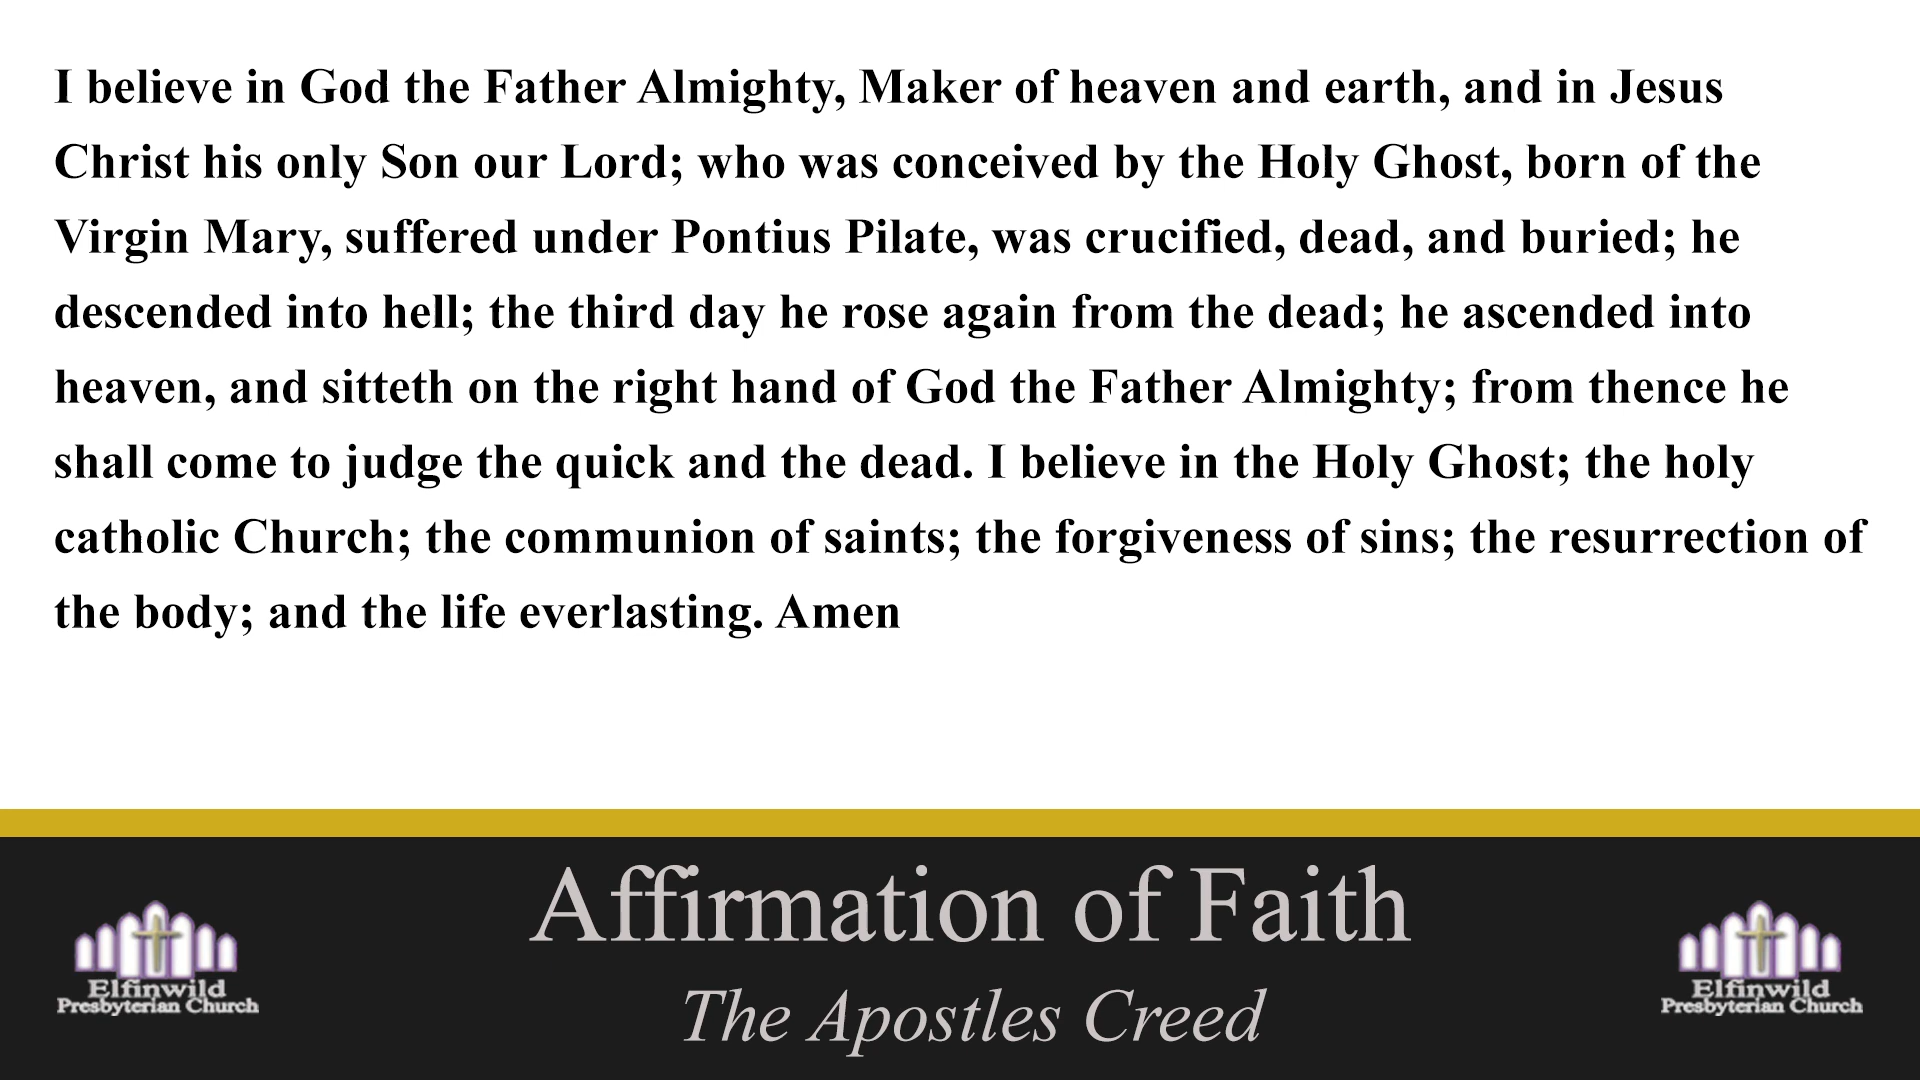 I believe in God the Father Almighty, Maker of heaven and earth, and in Jesus
Christ his only Son our Lord; who was conceived by the Holy Ghost, born of the
Virgin Mary, suffered under Pontius Pilate, was crucified, dead, and buried; he
descended into hell; the third day he rose again from the dead; he ascended into
heaven, and sitteth on the right hand of God the Father Almighty; from thence he
shall come to judge the quick and the dead. I believe in the Holy Ghost; the holy
catholic Church; the communion of saints; the forgiveness of sins; the resurrection of
the body; and the life everlasting. Amen
Affirmation of Faith
The Apostles Creed
Elfinwild
Presbyterian Church
Elfinwild
Presbyterian Church